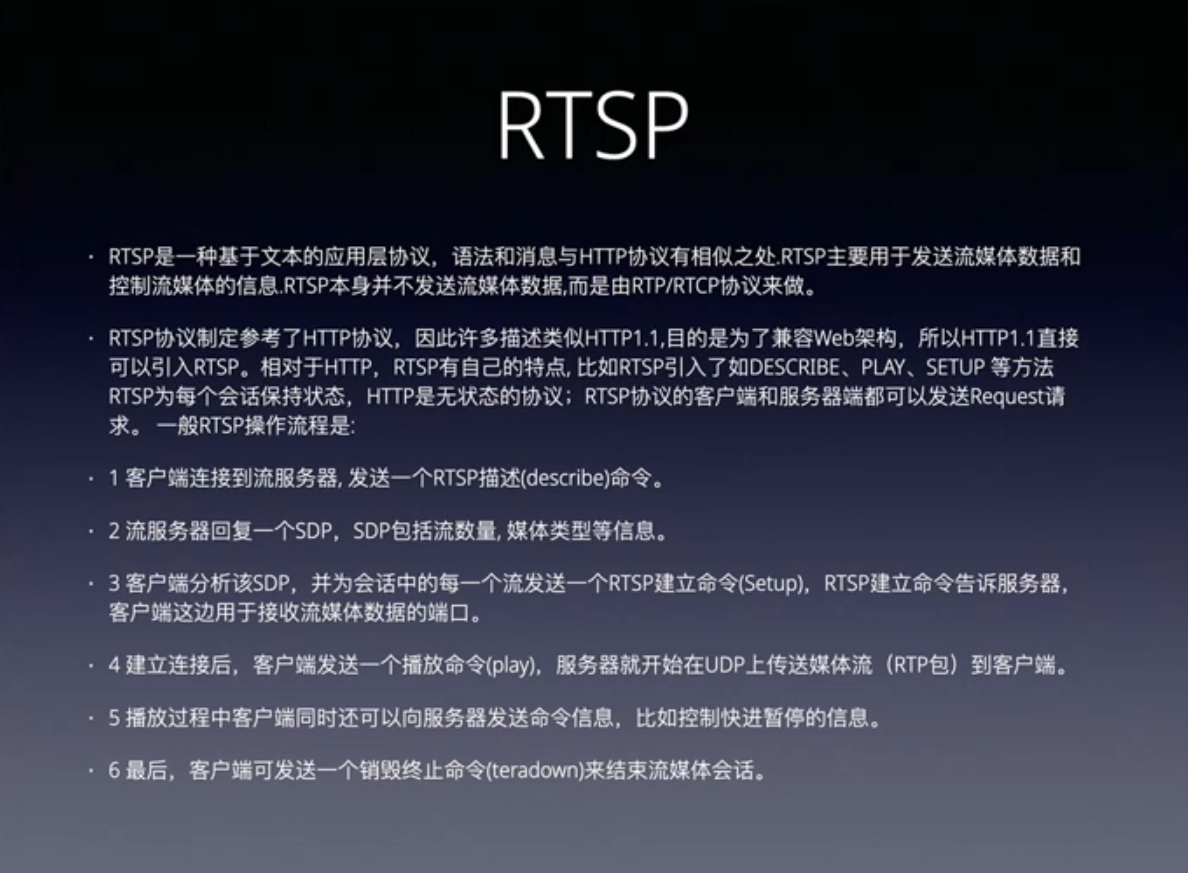 RTSP
· RTSP是一种基于文本的应用层协议，语法和消息与HTTP协议有相似之处.RTSP主要用于发送流媒体数据和
控制流媒体的信息.RTSP本身并不发送流媒体数据,而是由RTP/RTCP协议来做。
· RTSP协议制定参考了HTTP协议，因此许多描述类似HTTP1.1,目的是为了兼容Web架构，所以HTTP1.1直接
可以引入RTSP。相对于HTTP，RTSP有自己的特点, 比如RTSP引入了如DESCRIBE、PLAY、SETUP 等方法
RTSP为每个会话保持状态，HTTP是无状态的协议；RTSP协议的客户端和服务器端都可以发送Request请
求。 一般RTSP操作流程是:
· 1 客户端连接到流服务器, 发送一个RTSP描述(describe)命令。
· 2 流服务器回复一个SDP，SDP包括流数量, 媒体类型等信息。
· 3 客户端分析该SDP，并为会话中的每一个流发送一个RTSP建立命令(Setup)，RTSP建立命令告诉服务器，
客户端这边用于接收流媒体数据的端口。
· 4 建立连接后，客户端发送一个播放命令(play)，服务器就开始在UDP上传送媒体流（RTP包）到客户端。
· 5 播放过程中客户端同时还可以向服务器发送命令信息，比如控制快进暂停的信息。
· 6 最后，客户端可发送一个销毁终止命令(teradown)来结束流媒体会话。